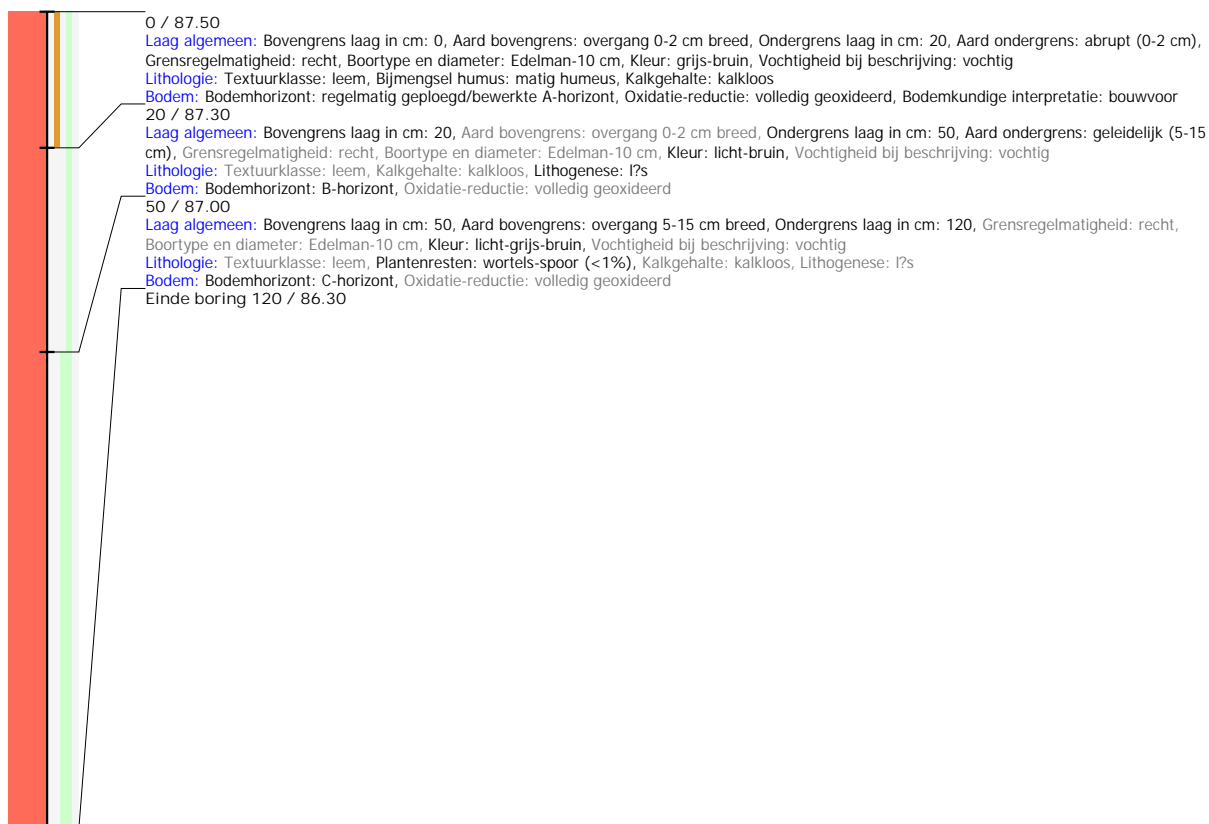 0 / 87.50
Laag algemeen: Bovengrens laag in cm: 0, Aard bovengrens: overgang 0-2 cm breed, Ondergrens laag in cm: 20, Aard ondergrens: abrupt (0-2 cm),
Grensregelmatigheid: recht, Boortype en diameter: Edelman-10 cm, Kleur: grijs-bruin, Vochtigheid bij beschrijving: vochtig
Lithologie: Textuurklasse: leem, Bijmengsel humus: matig humeus, Kalkgehalte: kalkloos
Bodem: Bodemhorizont: regelmatig geploegd/bewerkte A-horizont, Oxidatie-reductie: volledig geoxideerd, Bodemkundige interpretatie: bouwvoor
20 / 87.30
Laag algemeen: Bovengrens laag in cm: 20, Aard bovengrens: overgang 0-2 cm breed, Ondergrens laag in cm: 50, Aard ondergrens: geleidelijk (5-15
cm), Grensregelmatigheid: recht, Boortype en diameter: Edelman-10 cm, Kleur: licht-bruin, Vochtigheid bij beschrijving: vochtig
Lithologie: Textuurklasse: leem, Kalkgehalte: kalkloos, Lithogenese: l?s
Bodem: Bodemhorizont: B-horizont, Oxidatie-reductie: volledig geoxideerd
50 / 87.00
Laag algemeen: Bovengrens laag in cm: 50, Aard bovengrens: overgang 5-15 cm breed, Ondergrens laag in cm: 120, Grensregelmatigheid: recht,
Boortype en diameter: Edelman-10 cm, Kleur: licht-grijs-bruin, Vochtigheid bij beschrijving: vochtig
Lithologie: Textuurklasse: leem, Plantenresten: wortels-spoor (<1%), Kalkgehalte: kalkloos, Lithogenese: l?s
Bodem: Bodemhorizont: C-horizont, Oxidatie-reductie: volledig geoxideerd
Einde boring 120 / 86.30